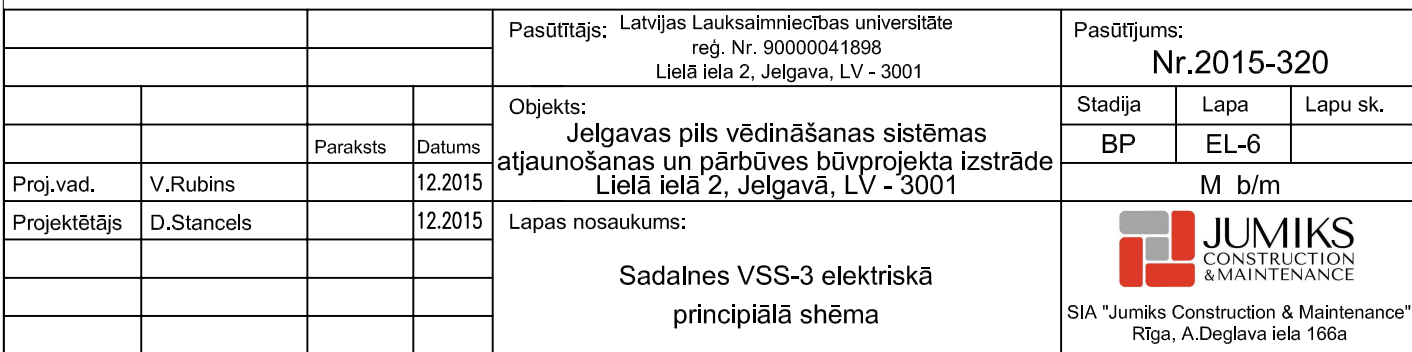 Pasūtītājs: Latvijas Lauksaimniecības universitāte
reģ. Nr. 90000041898
Lielā iela 2, Jelgava, LV - 3001
Pasūtījums:
Nr.2015-320
Objekts:
Jelgavas pils vēdināšanas sistēmas
atjaunošanas un pārbūves būvprojekta izstrāde
Lielā ielā 2, Jelgavā, LV - 3001
Stadija Lapa Lapu sk.
BP EL-6
M b/m
Paraksts Datums
Proj.vad. V.Rubins 12.2015
Projektētājs D.Stancels 12.2015
Lapas nosaukums:
Sadalnes VSS-3 elektriskā
principiālā shēma
JUMIKS
CONSTRUCTION
&MAINTENANCE
SIA "Jumiks Construction & Maintenance"
Rīga, A.Deglava iela 166a